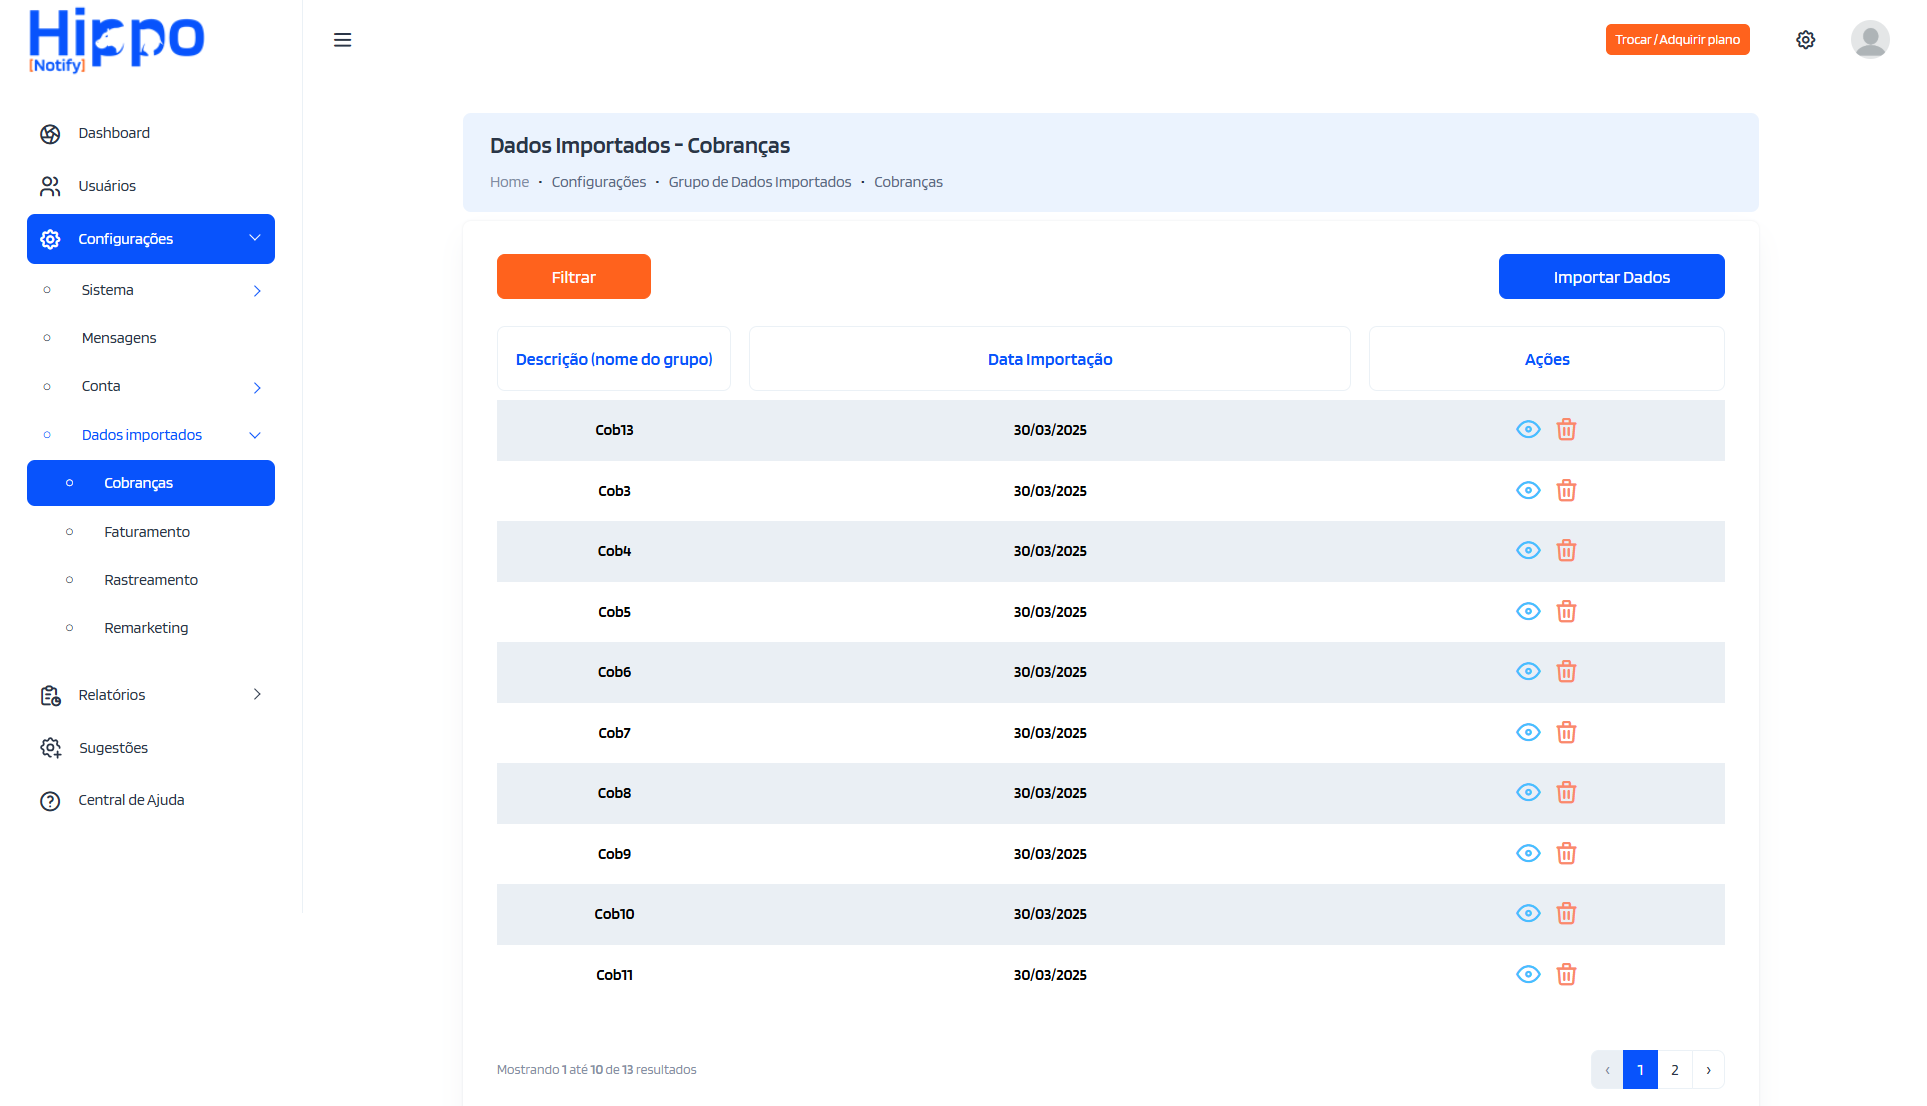 Hippo
[Notify]
Trocar / Adquirir plano
Dashboard
Usuários
Configurações
Sistema
Mensagens
Conta
Dados importados
Cobranças
Faturamento
Rastreamento
Remarketing
Relatórios
Sugestões
Central de Ajuda
Dados Importados - Cobranças
Home • Configurações • Grupo de Dados Importados • Cobranças
Filtrar
Importar Dados
Descrição (nome do grupo) Data Importação Ações
Cob13 30/03/2025
Cob3 30/03/2025
Cob4 30/03/2025
Cob5 30/03/2025
Cob6 30/03/2025
Cob7 30/03/2025
Cob8 30/03/2025
Cob9 30/03/2025
Cob10 30/03/2025
Cob11 30/03/2025
Mostrando 1 até 10 de 13 resultados
‹ 1 2 ›